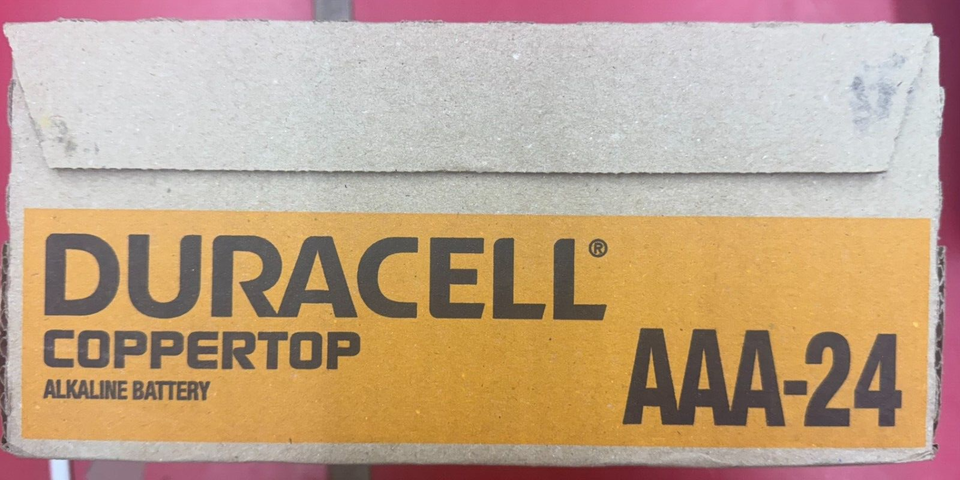 DURACELL®
COPPERTOP
ALKALINE BATTERY
AAA-24